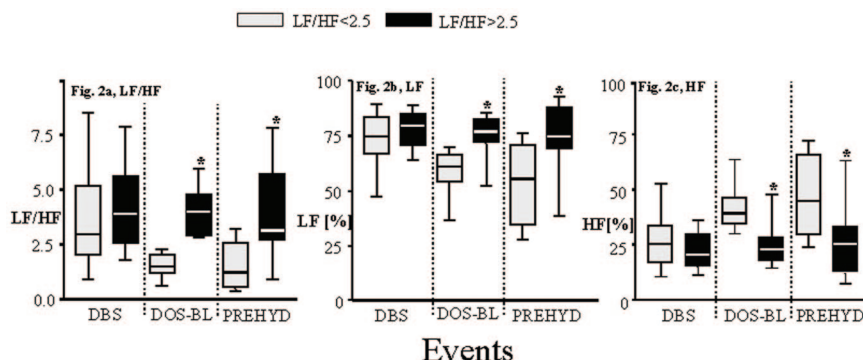 LF/HF<2.5 LF/HF>2.5
Fig. 2a, LF/HF
7.5
5.0
2.5
0.0
LF/HF
*
*
DBS DOS-BL PREHYD
Fig. 2b, LF
100
75
50
25
0
LF [%]
*
*
DBS DOS-BL PREHYD
Fig. 2c, HF
100
75
50
25
0
HF[%]
*
*
DBS DOS-BL PREHYD
Events